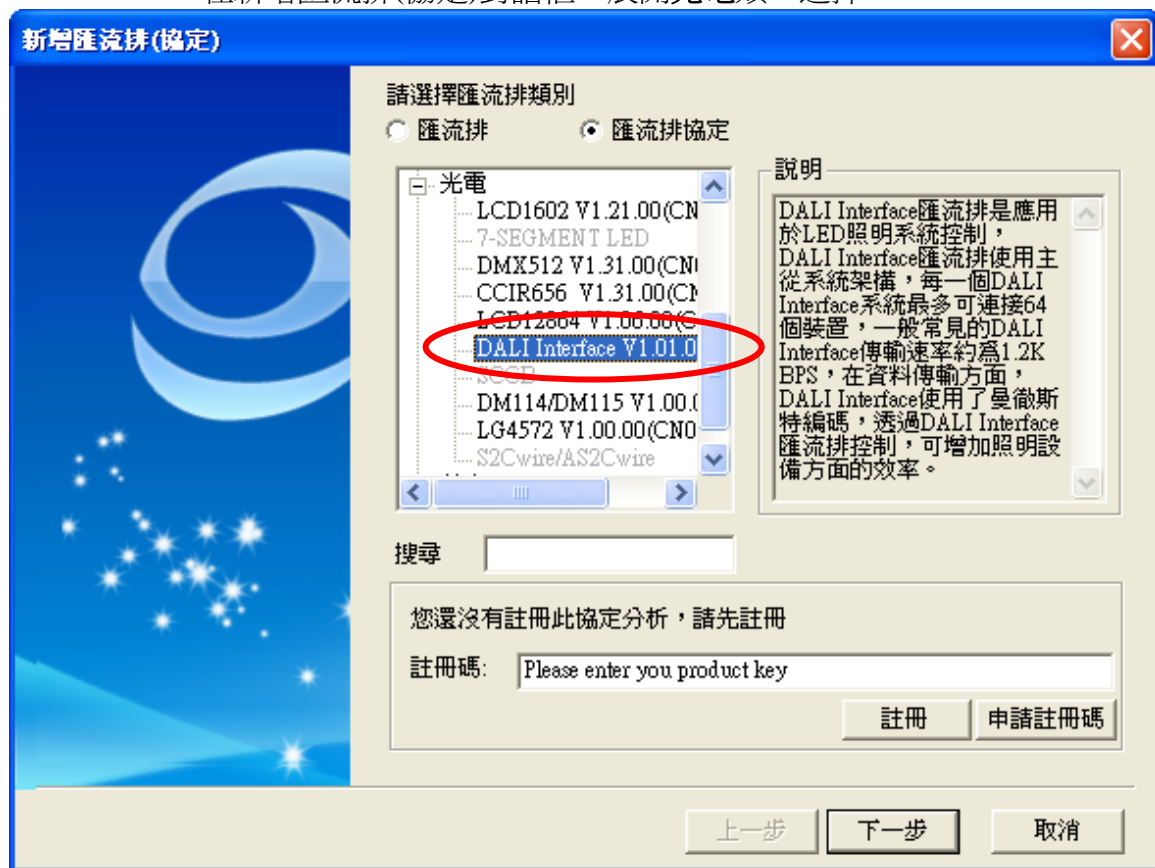 新增匯流排(協定)
請選擇匯流排類別
匯流排
匯流排協定
光電
LCD1602 V1.21.00(CN
7-SEGMENT LED
DMX512 V1.31.00(CN
CCIR656 V1.31.00(CN
LCD12864 V1.00.00(C
DALI Interface V1.01.0
SCCB
DM114/DM115 V1.00.(
LG4572 V1.00.00(CN0
S2Cwire/AS2Cwire
說明
DALI Interface匯流排是應用
於LED照明系統控制，
DALI Interface匯流排使用主
從系統架構，每一個DALI
Interface系統最多可連接64
個裝置，一般常見的DALI
Interface傳輸速率約為1.2K
BPS，在資料傳輸方面，
DALI Interface使用了曼徹斯
特編碼，透過DALI Interface
匯流排控制，可增加照明設
備方面的效率。
搜尋
您還沒有註冊此協定分析，請先註冊
註冊碼:
Please enter you product key
註冊
申請註冊碼
上一步
下一步
取消